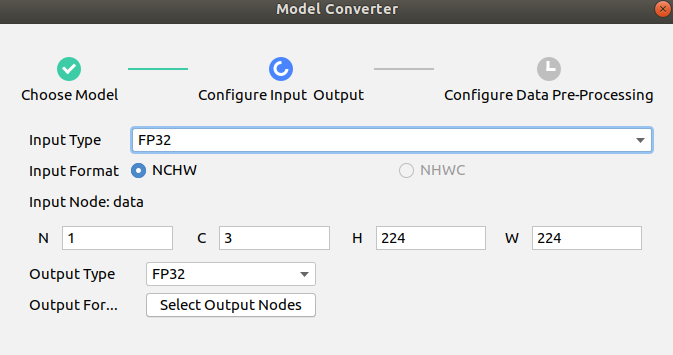 Model Converter
Choose Model Configure Input Output Configure Data Pre-Processing
Input Type FP32
Input Format NCHW NHWC
Input Node: data
N 1 C 3 H 224 W 224
Output Type FP32
Output For... Select Output Nodes